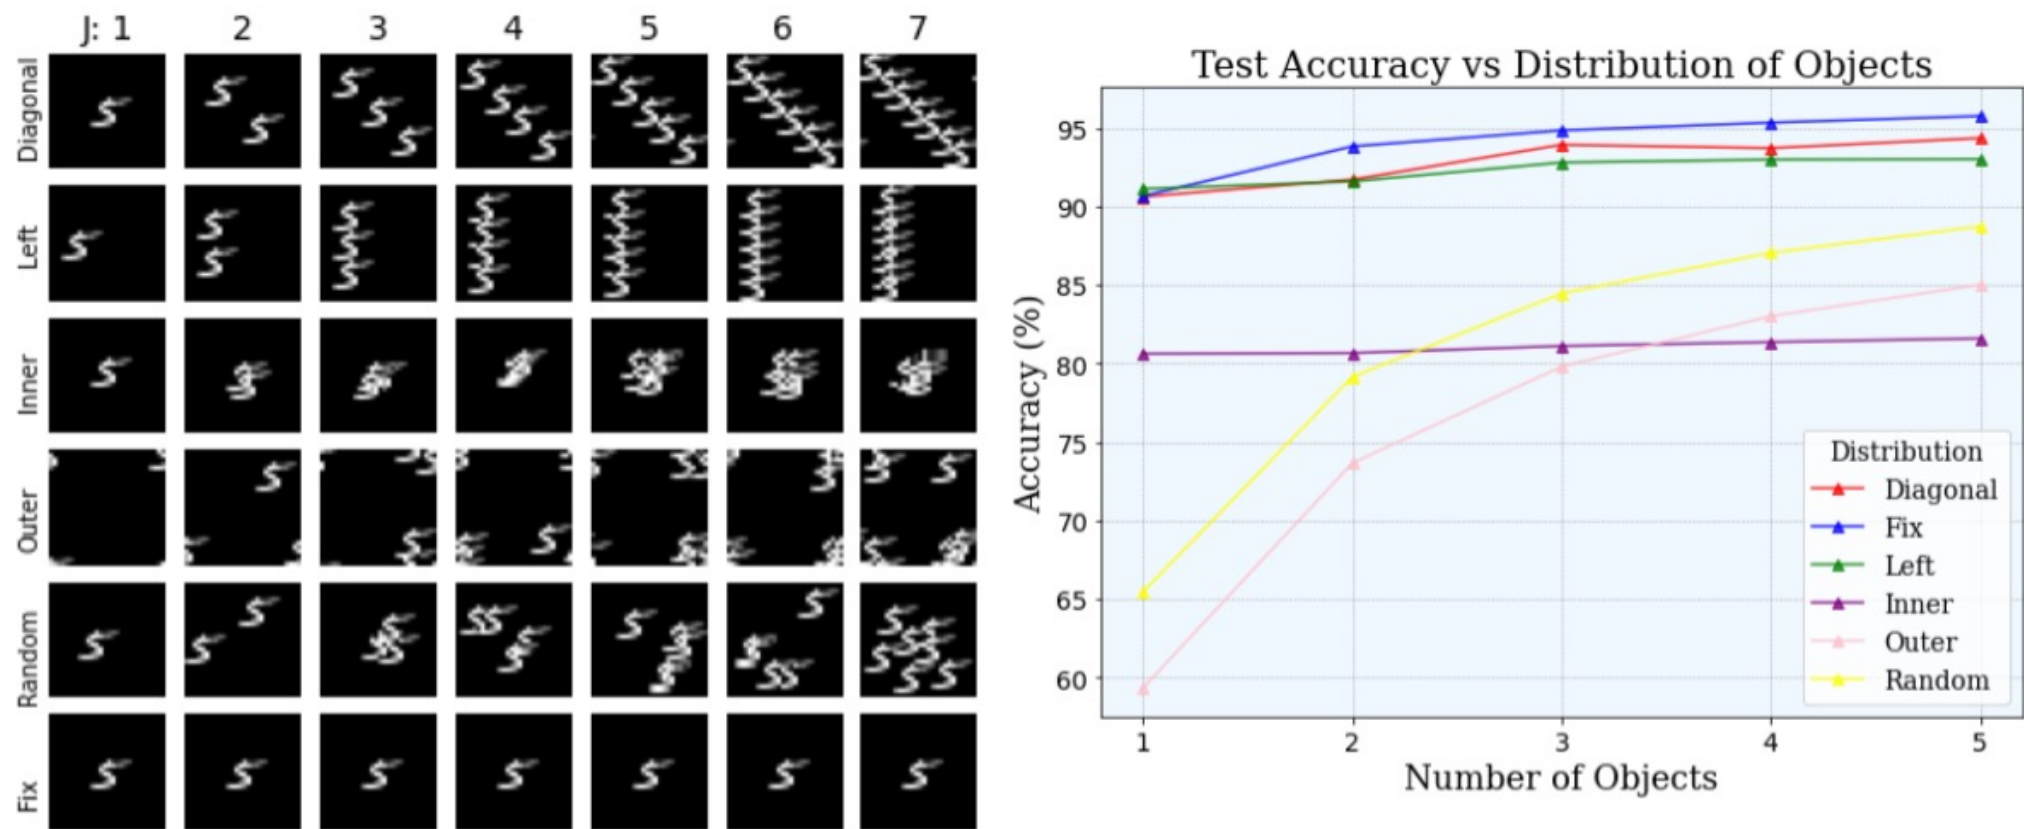 J: 1 2 3 4 5 6 7
Diagonal
Left
Inner
Outer
Random
Fix
Test Accuracy vs Distribution of Objects
Accuracy (%)
95
90
85
80
75
70
65
60
1 2 3 4 5
Number of Objects
Distribution
Diagonal
Fix
Left
Inner
Outer
Random